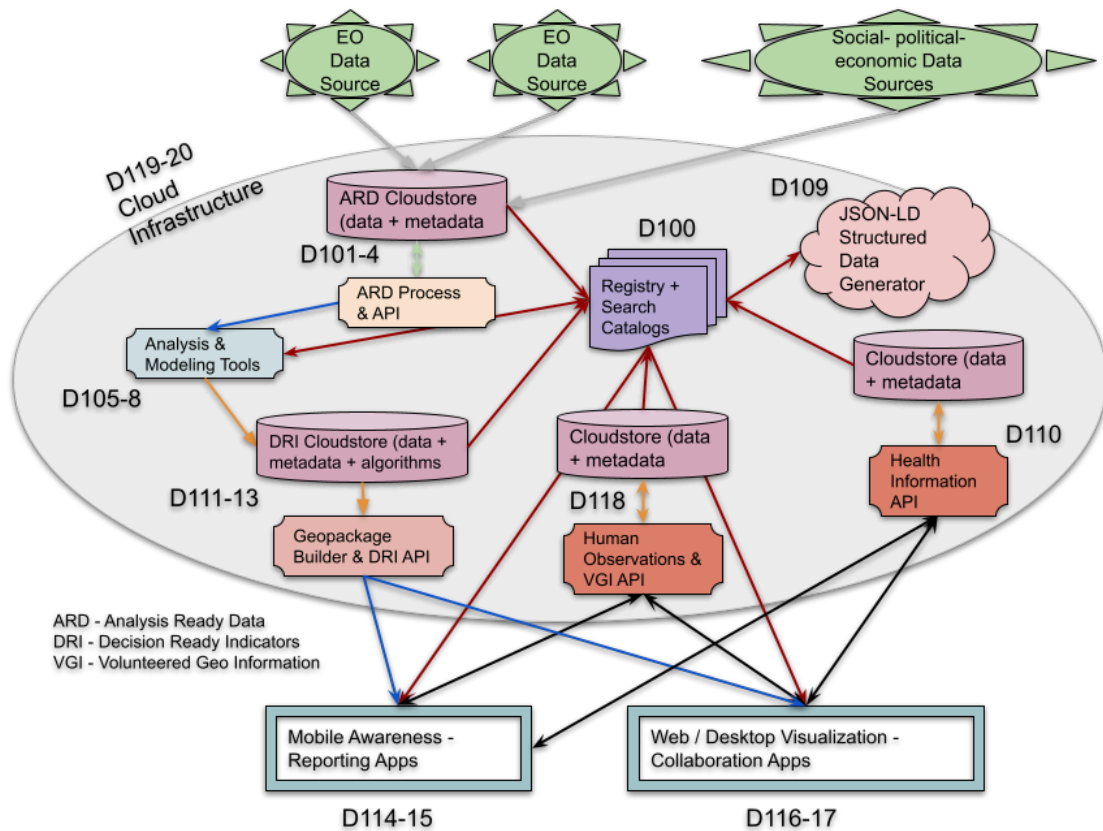 EO
Data
Source
EO
Data
Source
Social- political-
economic Data
Sources
D119-20
Cloud
Infrastructure
ARD Cloudstore
(data + metadata
D109
JSON-LD
Structured
Data
Generator
D100
Registry +
Search
Catalogs
D101-4
ARD Process
& API
Analysis &
Modeling Tools
D105-8
Cloudstore (data
+ metadata
DRI Cloudstore (data +
metadata + algorithms
Cloudstore (data
+ metadata
D110
Health
Information
API
D111-13
D118
Geopackage
Builder & DRI API
Human
Observations &
VGI API
ARD - Analysis Ready Data
DRI - Decision Ready Indicators
VGI - Volunteered Geo Information
Mobile Awareness -
Reporting Apps
Web / Desktop Visualization -
Collaboration Apps
D114-15
D116-17